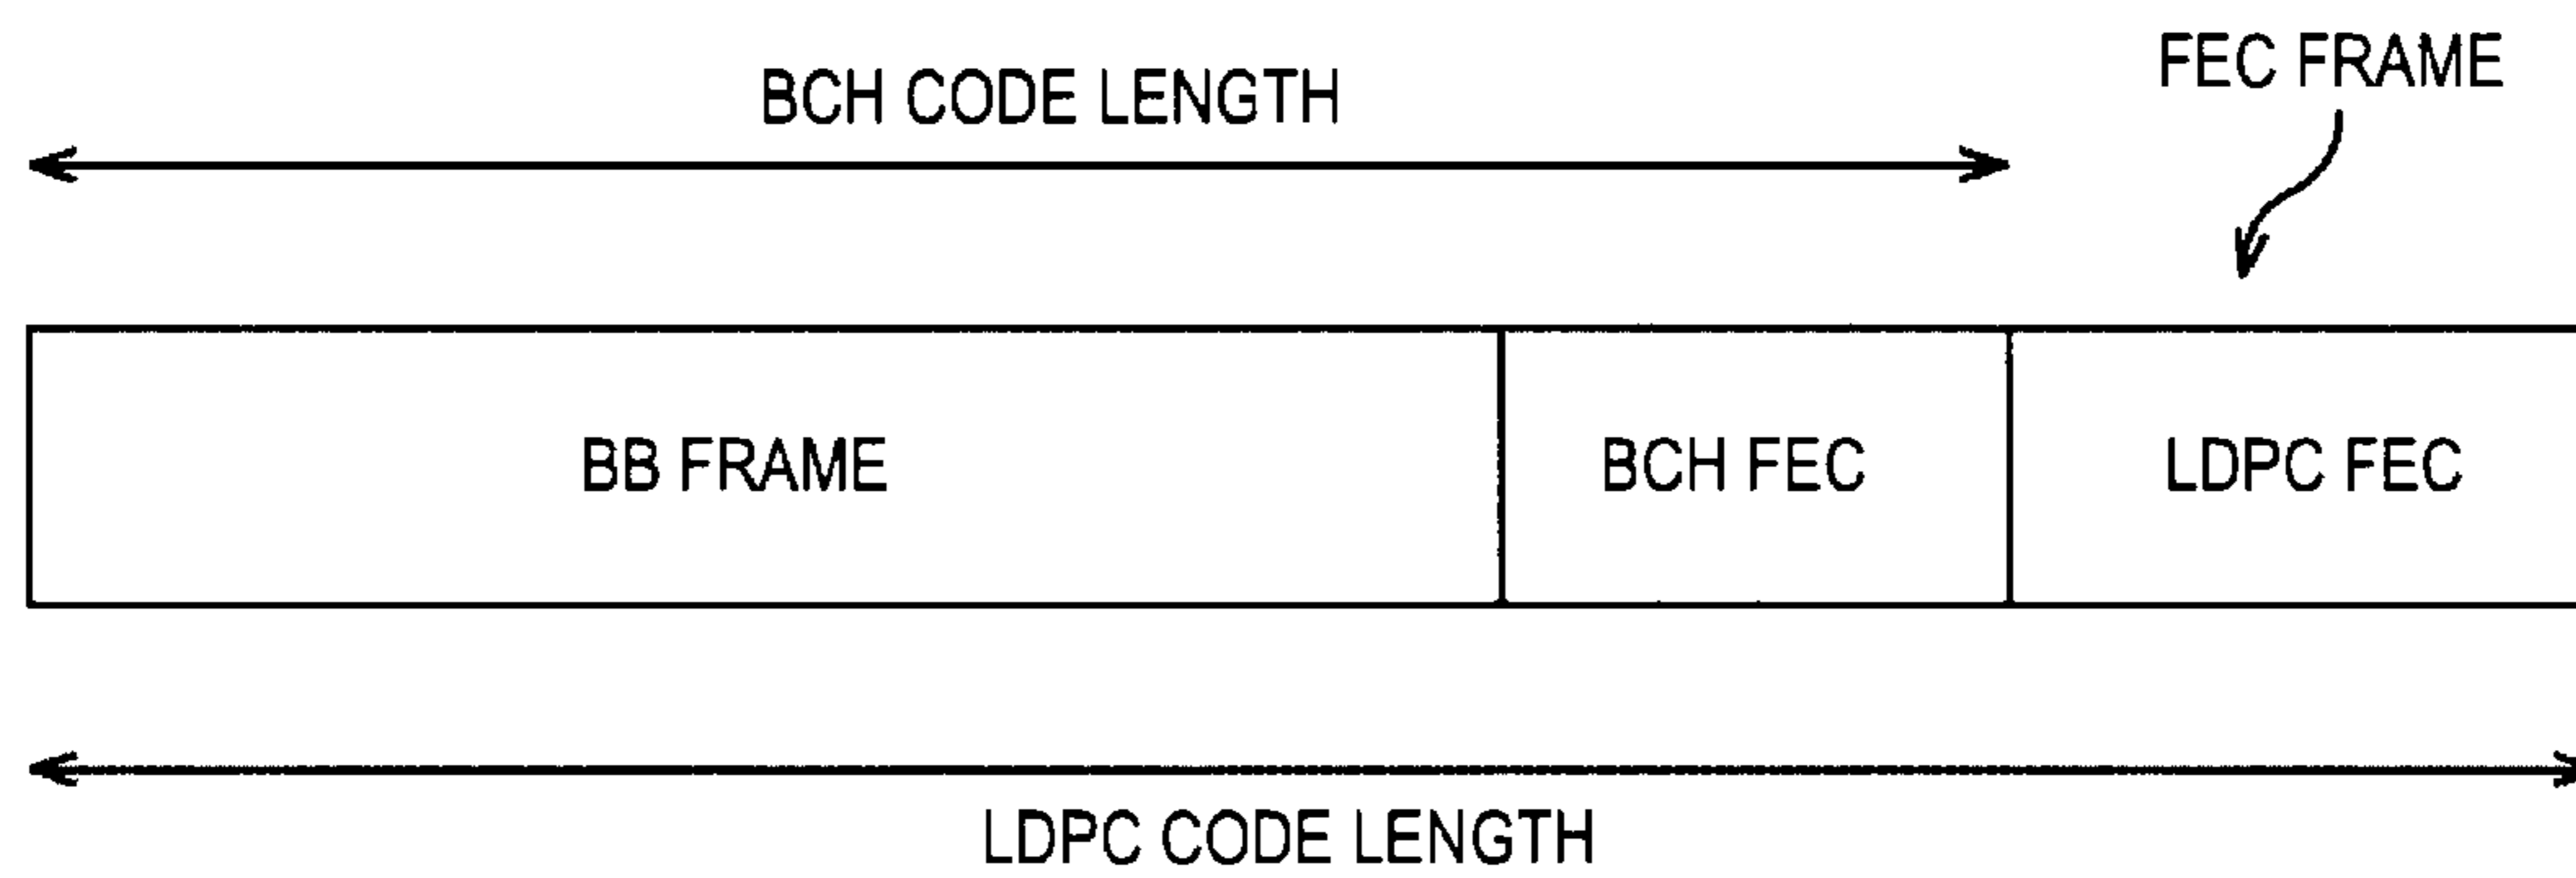 FEC FRAME
BCH CODE LENGTH
BB FRAME
BCH FEC
LDPC FEC
LDPC CODE LENGTH